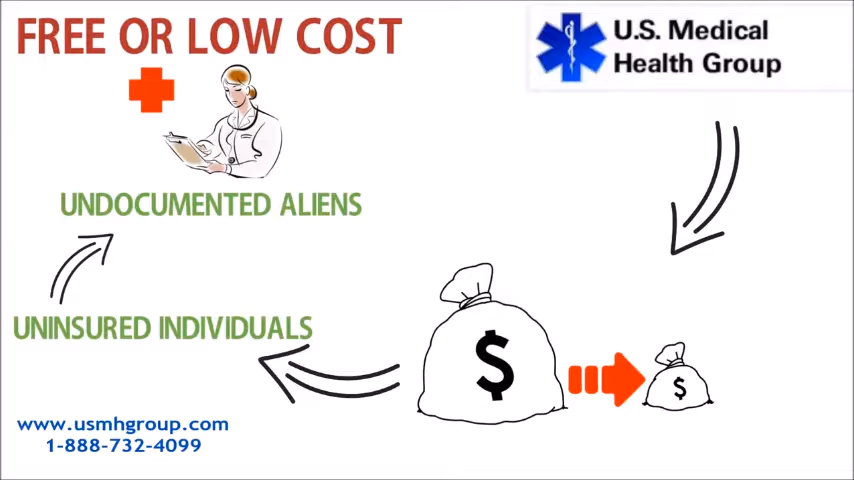 FREE OR LOW COST
U.S. Medical
Health Group
UNDOCUMENTED ALIENS
UNINSURED INDIVIDUALS
$
$
www.usmhgroup.com
1-888-732-4099